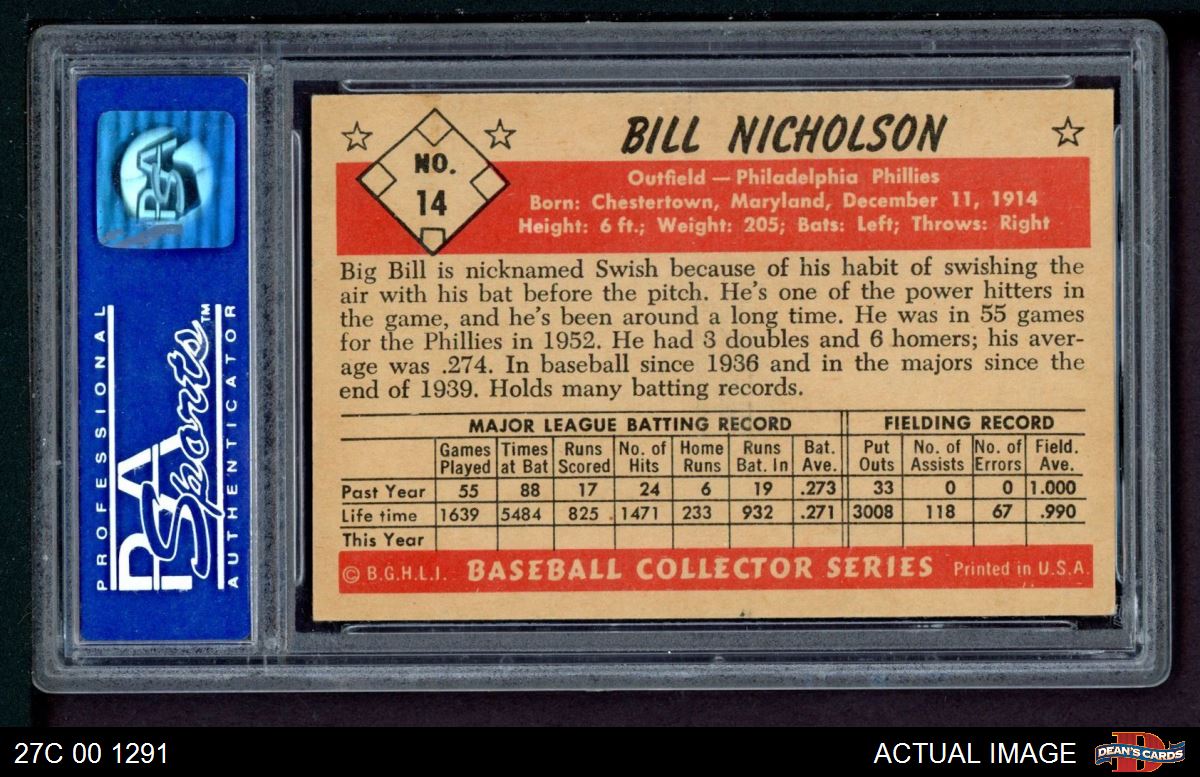 PROFESSIONAL
PSA
Sports™
AUTHENTICATOR
PSA
NO.
14
BILL NICHOLSON
Outfield — Philadelphia Phillies
Born: Chestertown, Maryland, December 11, 1914
Height: 6 ft.; Weight: 205; Bats: Left; Throws: Right
Big Bill is nicknamed Swish because of his habit of swishing the
air with his bat before the pitch. He's one of the power hitters in
the game, and he's been around a long time. He was in 55 games
for the Phillies in 1952. He had 3 doubles and 6 homers; his aver-
age was .274. In baseball since 1936 and in the majors since the
end of 1939. Holds many batting records.
MAJOR LEAGUE BATTING RECORD FIELDING RECORD
Games Times Runs No. of Home Runs Bat. Put No. of No. of Field.
Played at Bat Scored Hits Runs Bat. In Ave. Outs Assists Errors Ave.
Past Year 55 88 17 24 6 19 .273 33 0 0 1.000
Life time 1639 5484 825 1471 233 932 .271 3008 118 67 .990
This Year
© B.G.H.L.I. BASEBALL COLLECTOR SERIES Printed in U.S.A.
27C 00 1291
ACTUAL IMAGE
DEAN'S CARDS